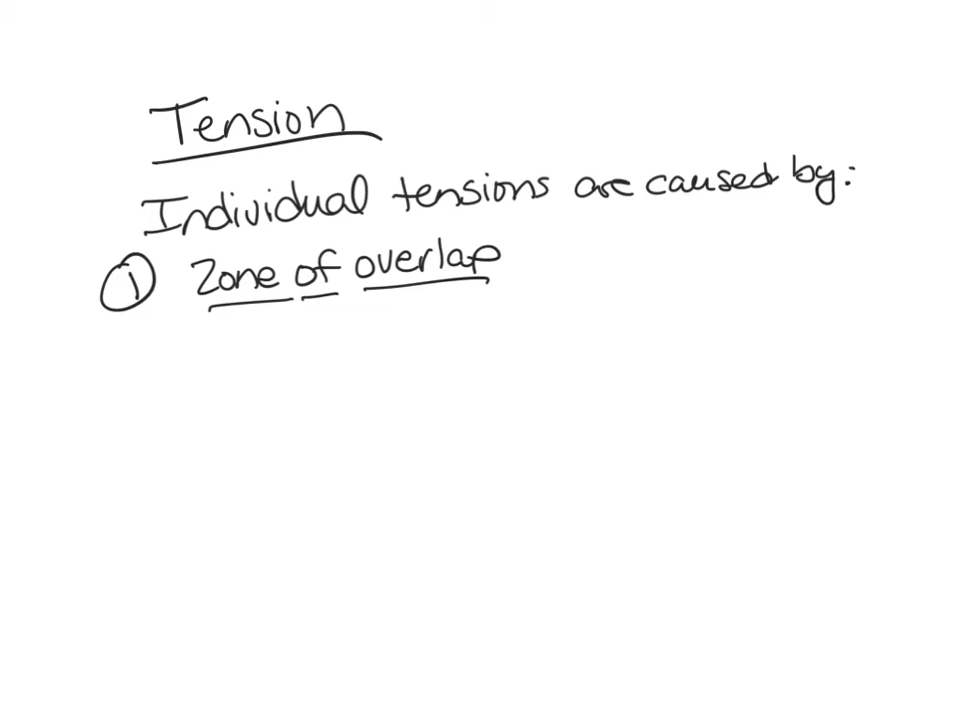 Tension
Individual tensions are caused by:
① Zone of overlap